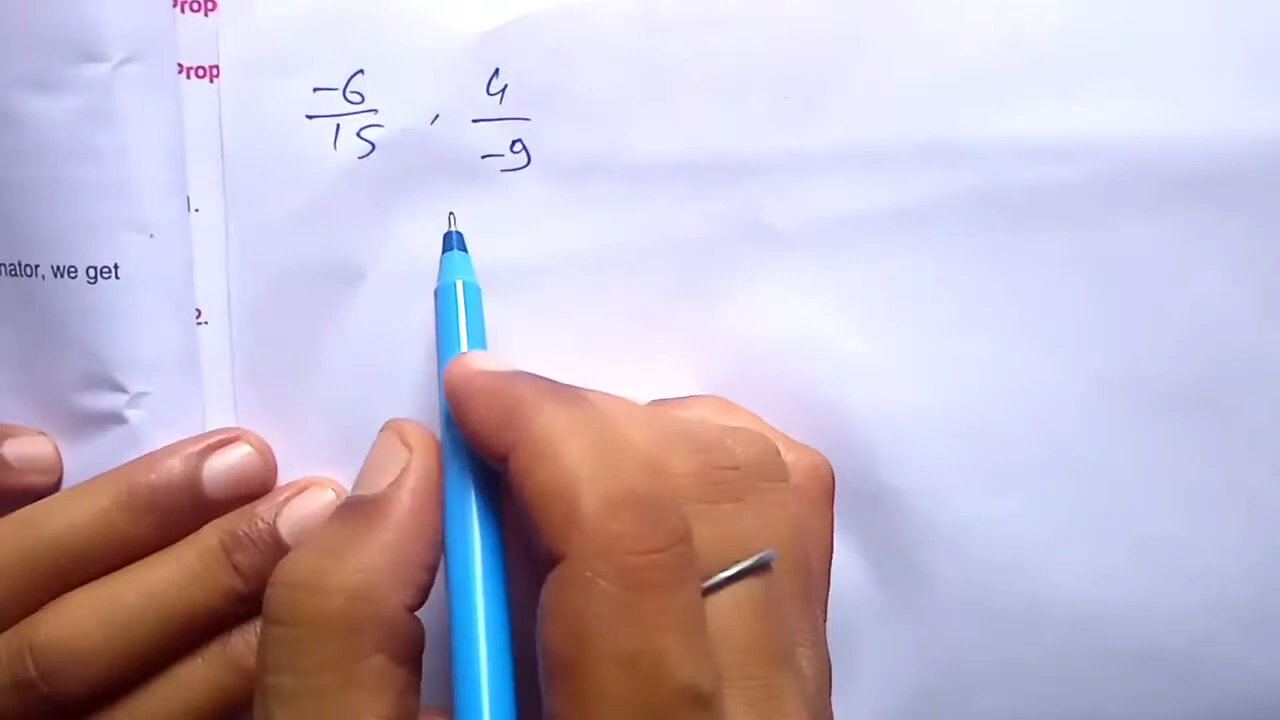 Prop
Prop
-6/15 , 4/-9
1.
nator, we get
2.